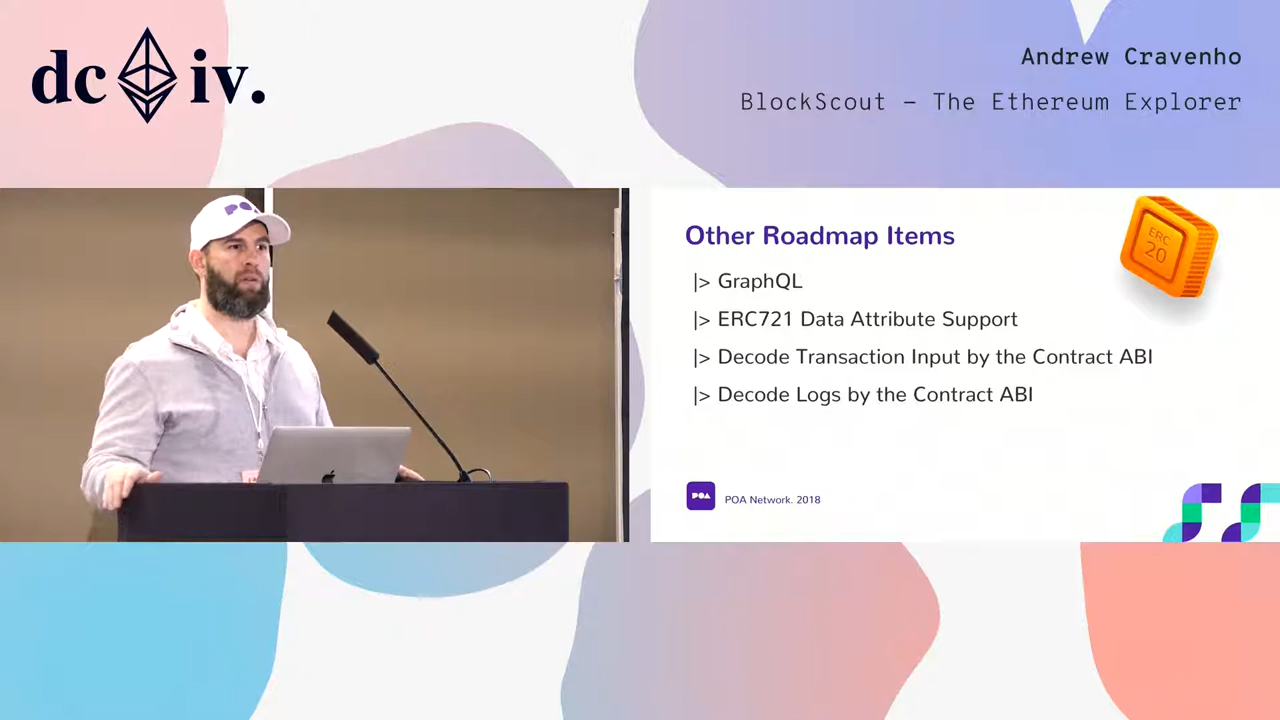 dc iv.
Andrew Cravenho
BlockScout – The Ethereum Explorer
POA
Other Roadmap Items
ERC
20
|> GraphQL
|> ERC721 Data Attribute Support
|> Decode Transaction Input by the Contract ABI
|> Decode Logs by the Contract ABI
POA
POA Network. 2018